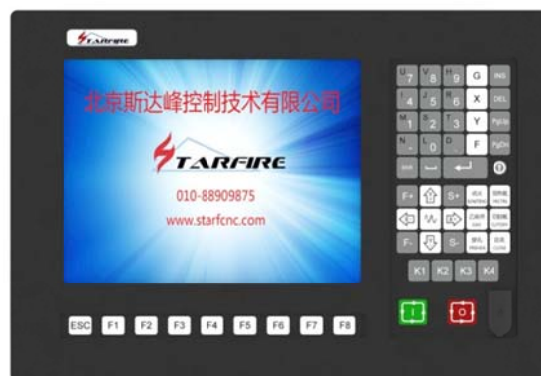 STARFIRE
北京斯达峰控制技术有限公司
STARFIRE
010-88909875
www.starfcnc.com
U 7 V 8 H 9 G INS
I 4 J 5 R 6 X DEL
M 1 S 2 T 3 Y PgUp
N - L 0 D . F PgDn
F+ S+
F- S-
K1 K2 K3 K4
I O
ESC F1 F2 F3 F4 F5 F6 F7 F8